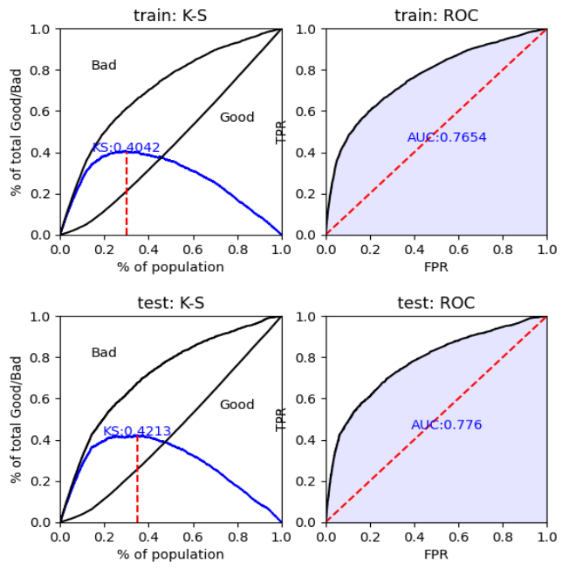 train: K-S
% of total Good/Bad
1.0
0.8
0.6
0.4
0.2
0.0
Bad
Good
KS:0.4042
0.0 0.2 0.4 0.6 0.8 1.0
% of population
train: ROC
TPR
1.0
0.8
0.6
0.4
0.2
0.0
AUC:0.7654
0.0 0.2 0.4 0.6 0.8 1.0
FPR
test: K-S
% of total Good/Bad
1.0
0.8
0.6
0.4
0.2
0.0
Bad
Good
KS:0.4213
0.0 0.2 0.4 0.6 0.8 1.0
% of population
test: ROC
TPR
1.0
0.8
0.6
0.4
0.2
0.0
AUC:0.776
0.0 0.2 0.4 0.6 0.8 1.0
FPR